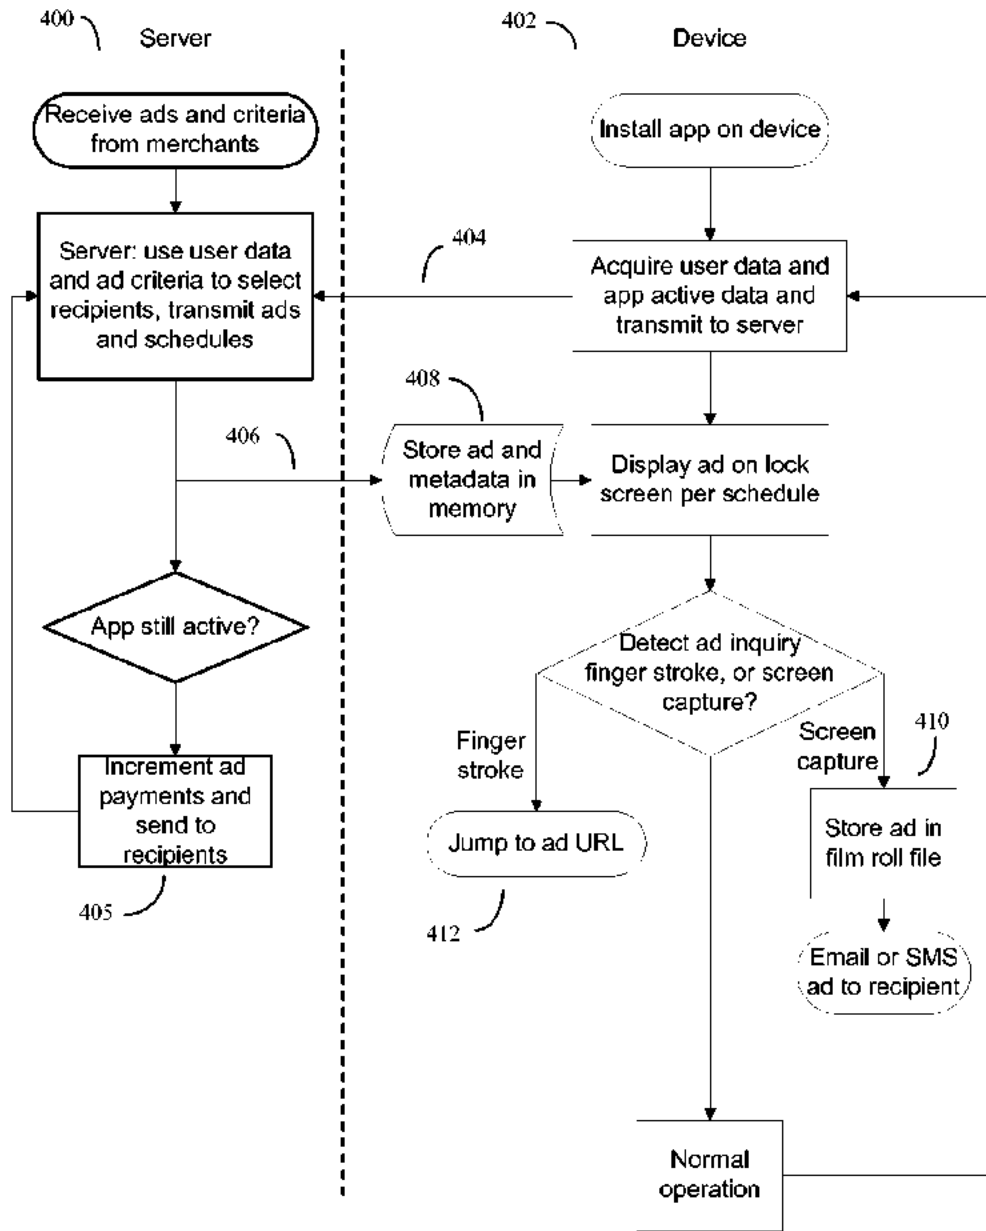 400
Server
402
Device
Receive ads and criteria
from merchants
Install app on device
Server: use user data
and ad criteria to select
recipients, transmit ads
and schedules
404
Acquire user data and
app active data and
transmit to server
406
408
Store ad and
metadata in
memory
Display ad on lock
screen per schedule
App still active?
Detect ad inquiry
finger stroke, or screen
capture?
Finger
stroke
Screen
capture
410
Increment ad
payments and
send to
recipients
405
Jump to ad URL
412
Store ad in
film roll file
Email or SMS
ad to recipient
Normal
operation